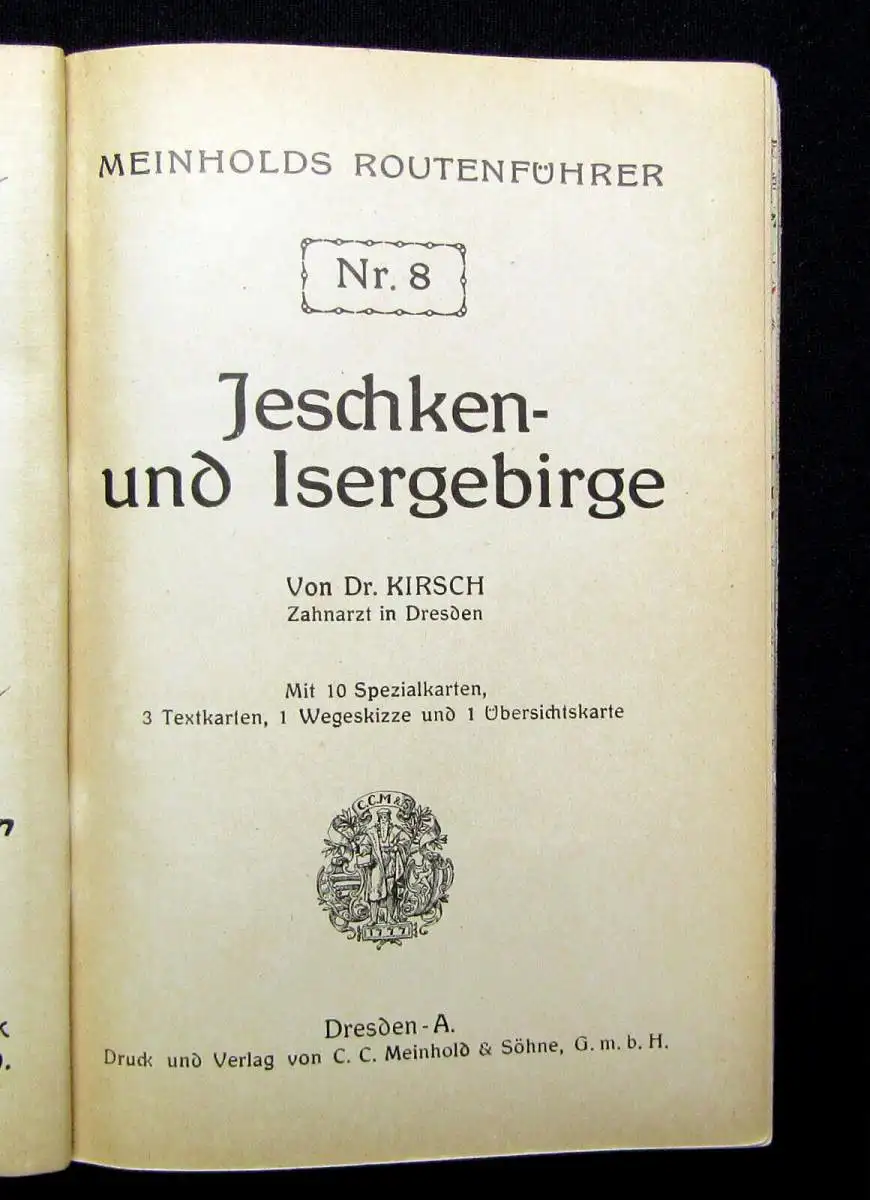 MEINHOLDS ROUTENFÜHRER
Nr. 8
Jeschken-
und Isergebirge
Von Dr. KIRSCH
Zahnarzt in Dresden
Mit 10 Spezialkarten,
3 Textkarten, 1 Wegeskizze und 1 Übersichtskarte
C.C.M&S
1777
Dresden-A.
Druck und Verlag von C. C. Meinhold & Söhne, G. m. b. H.